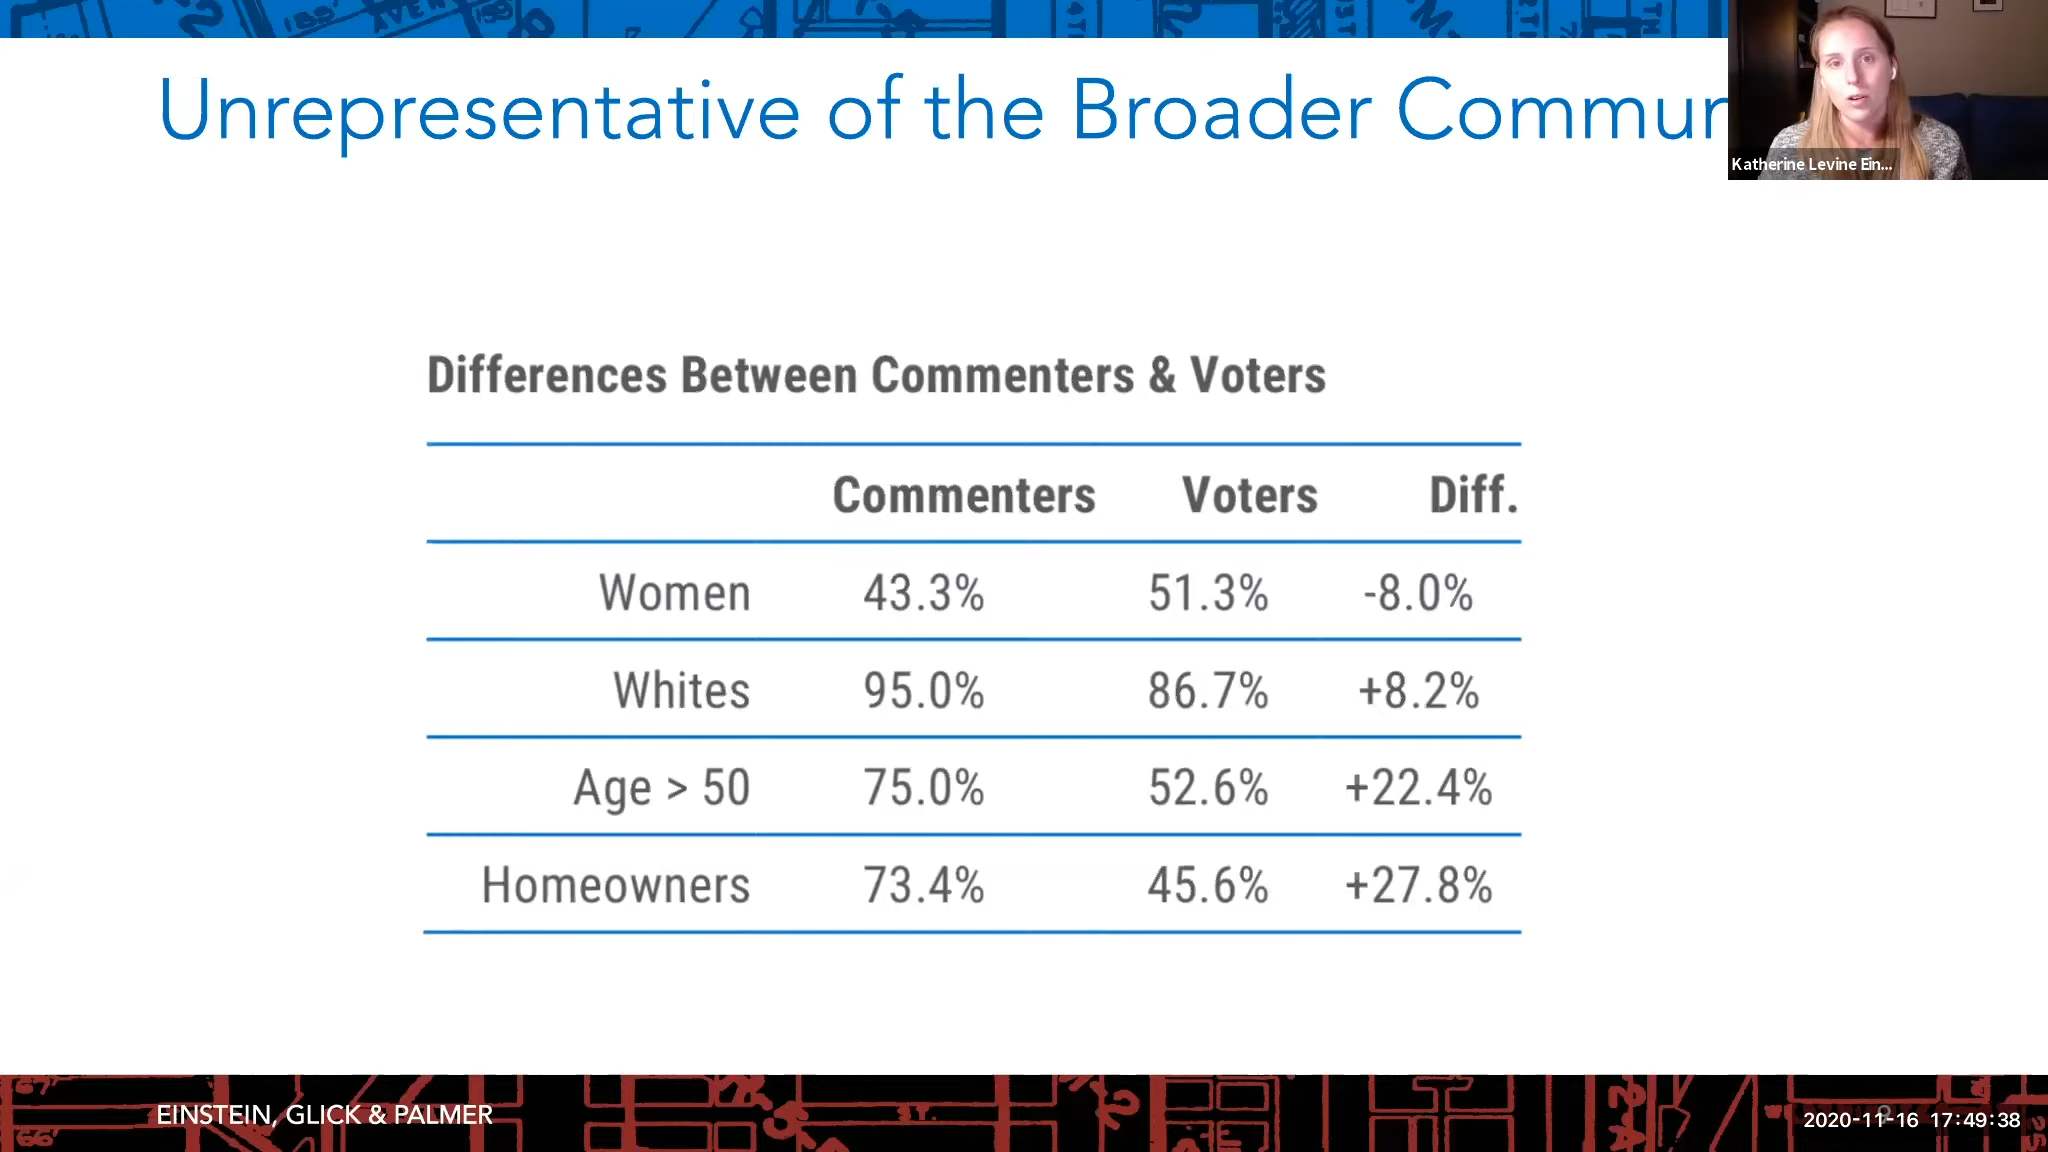 Unrepresentative of the Broader Commun
Katherine Levine Ein...
Differences Between Commenters & Voters
Commenters Voters Diff.
Women 43.3% 51.3% -8.0%
Whites 95.0% 86.7% +8.2%
Age > 50 75.0% 52.6% +22.4%
Homeowners 73.4% 45.6% +27.8%
EINSTEIN, GLICK & PALMER
2020-11-16 17:49:38